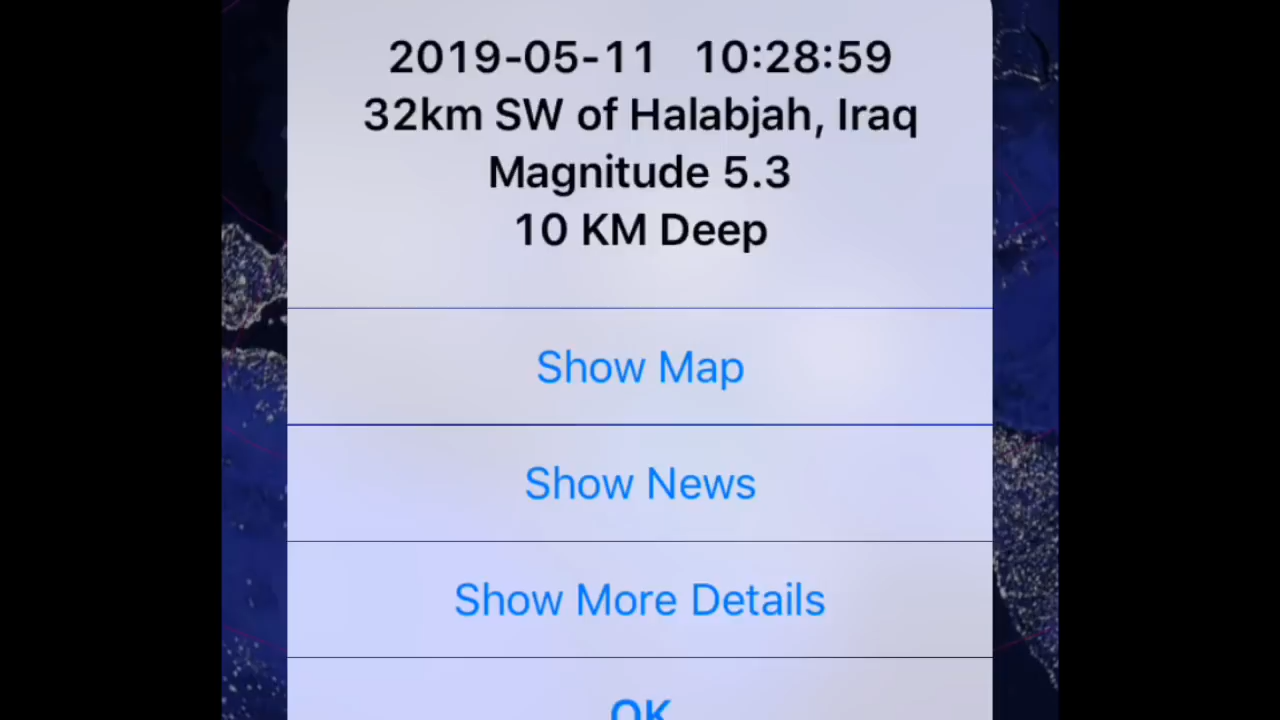 2019-05-11 10:28:59
32km SW of Halabjah, Iraq
Magnitude 5.3
10 KM Deep
Show Map
Show News
Show More Details
OK